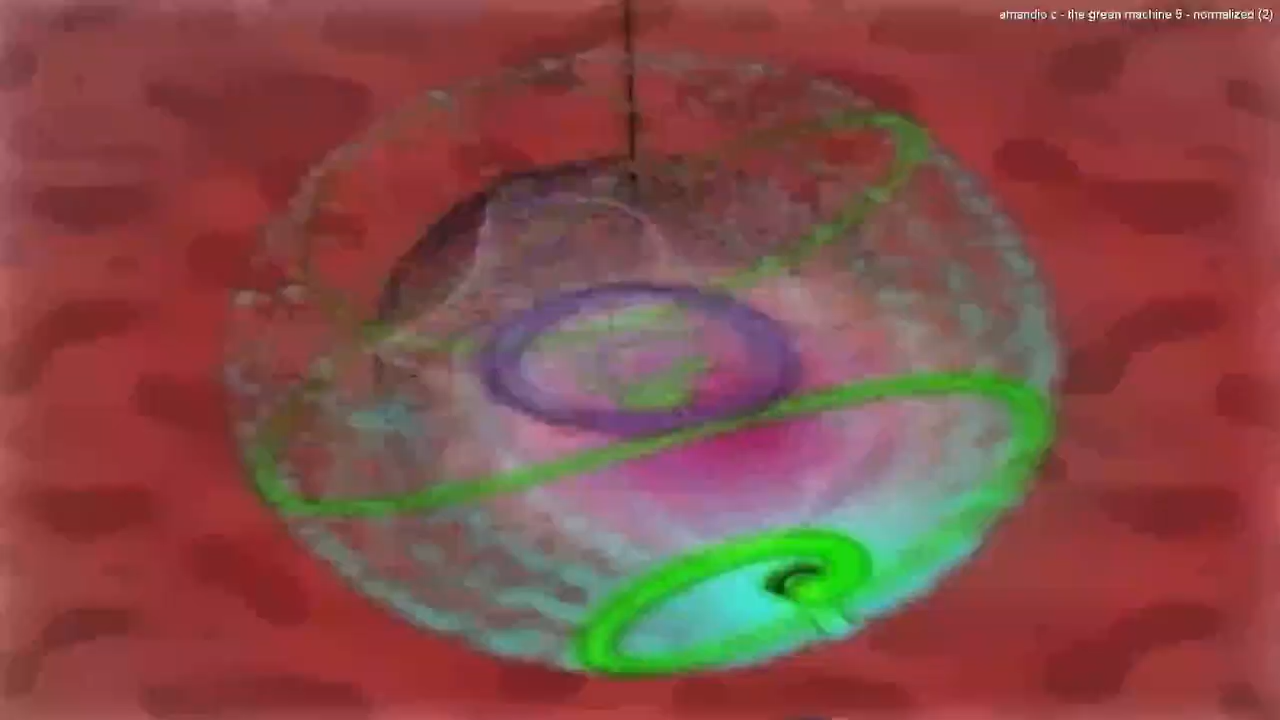 amandio c - the green machine 5 - normalized (2)